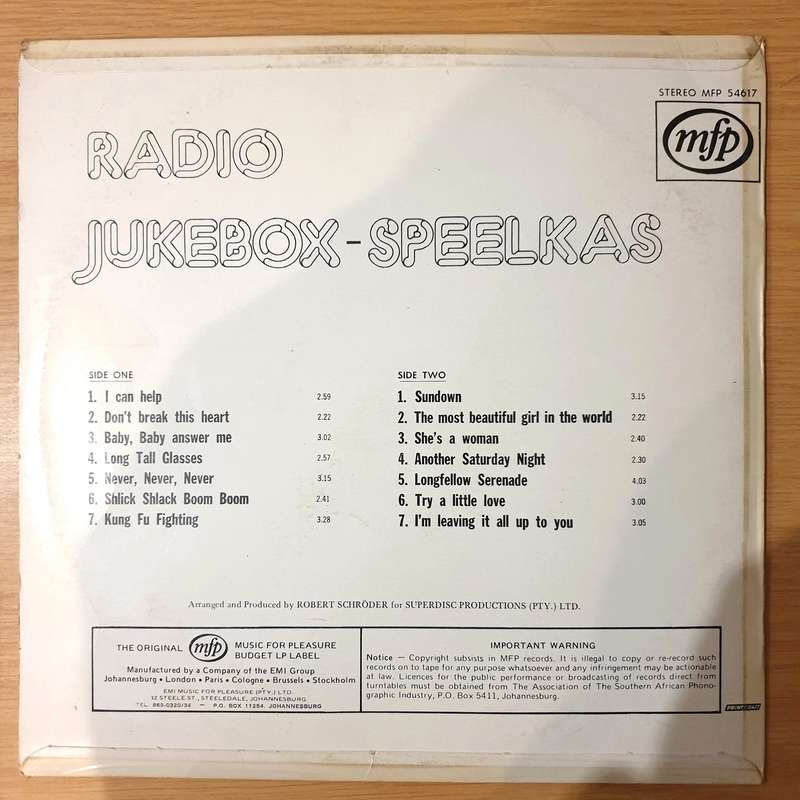 STEREO MFP 54617
mfp
RADIO
JUKEBOX-SPEELKAS
SIDE ONE
1. I can help 2.59
2. Don't break this heart 2.22
3. Baby, Baby answer me 3.02
4. Long Tall Glasses 2.57
5. Never, Never, Never 3.15
6. Shlick Shlack Boom Boom 2.41
7. Kung Fu Fighting 3.28
SIDE TWO
1. Sundown 3.15
2. The most beautiful girl in the world 2.22
3. She's a woman 2.40
4. Another Saturday Night 2.30
5. Longfellow Serenade 4.03
6. Try a little love 3.00
7. I'm leaving it all up to you 3.05
Arranged and Produced by ROBERT SCHRÖDER for SUPERDISC PRODUCTIONS (PTY.) LTD.
THE ORIGINAL mfp MUSIC FOR PLEASURE
BUDGET LP LABEL
Manufactured by a Company of the EMI Group
Johannesburg • London • Paris • Cologne • Brussels • Stockholm
EMI MUSIC FOR PLEASURE (PTY.) LTD.
12 STEELE ST., STEELEDALE, JOHANNESBURG.
TEL. 869-0320/34 — P.O. BOX 11254, JOHANNESBURG
IMPORTANT WARNING
Notice — Copyright subsists in MFP records. It is illegal to copy or re-record such
records on to tape for any purpose whatsoever and any infringement may be actionable
at law. Licences for the public performance or broadcasting of records direct from
turntables must be obtained from The Association of The Southern African Phono-
graphic Industry, P.O. Box 5411, Johannesburg.